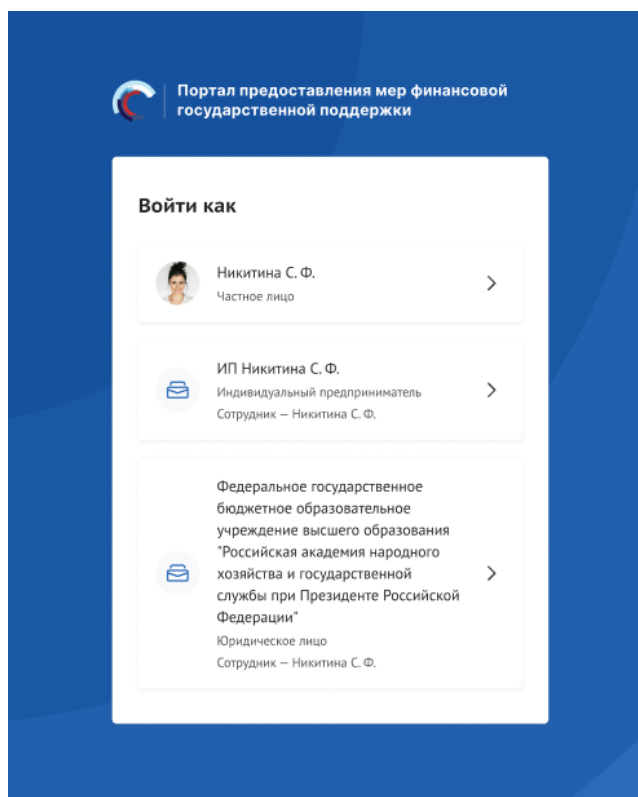 Портал предоставления мер финансовой
государственной поддержки
Войти как
Никитина С. Ф.
Частное лицо
ИП Никитина С. Ф.
Индивидуальный предприниматель
Сотрудник — Никитина С. Ф.
Федеральное государственное
бюджетное образовательное
учреждение высшего образования
"Российская академия народного
хозяйства и государственной
службы при Президенте Российской
Федерации"
Юридическое лицо
Сотрудник — Никитина С. Ф.